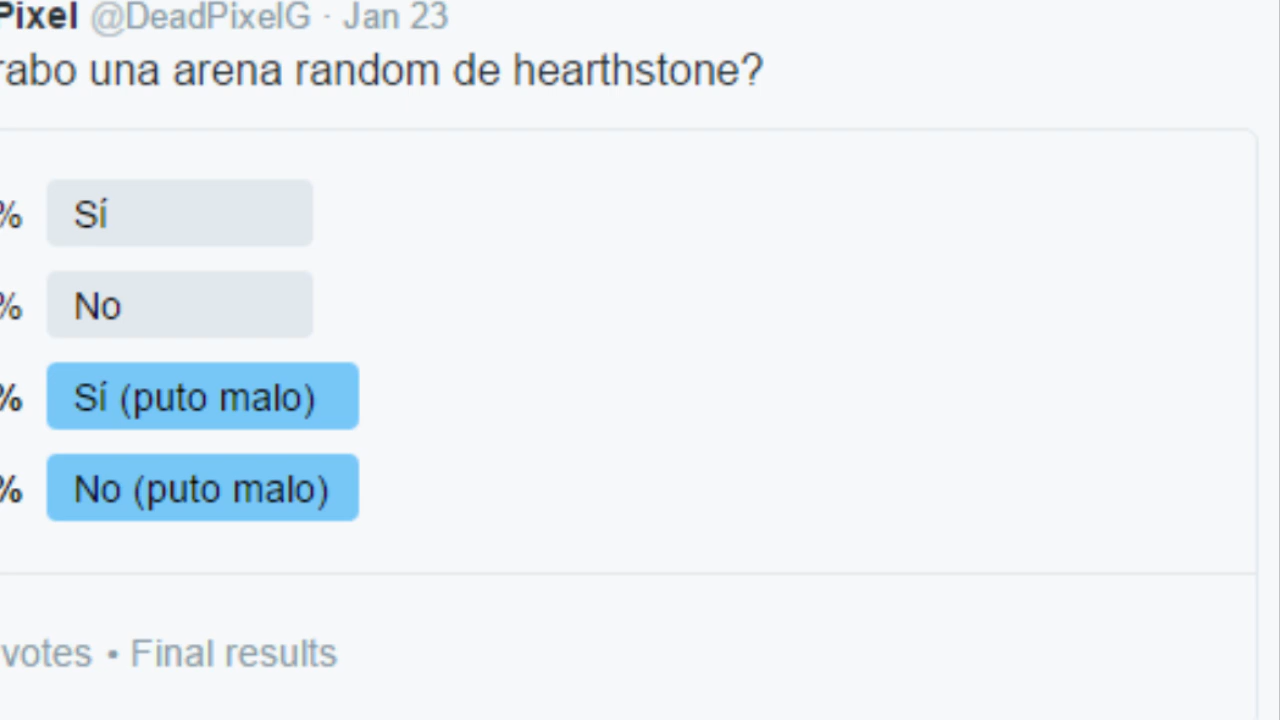 Pixel @DeadPixelG · Jan 23
rabo una arena random de hearthstone?
% Sí
% No
% Sí (puto malo)
% No (puto malo)
votes • Final results